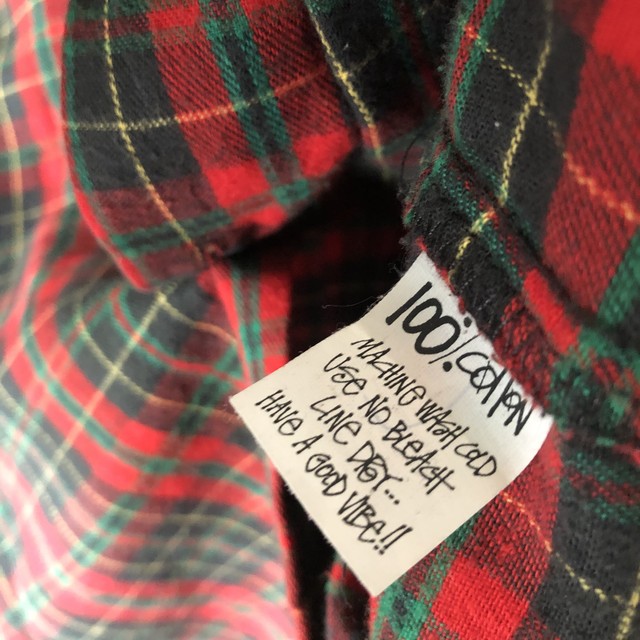 100% COTTON
MACHINE WASH COLD
USE NO BLEACH
LINE DRY...
HAVE A GOOD VIBE!!